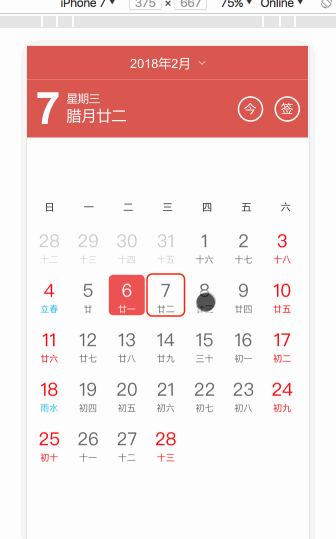 iPhone 7 ▼ 375 × 667 75% ▼ Online ▼
2018年2月
7 星期三
腊月廿二
今 签
日 一 二 三 四 五 六
28 29 30 31 1 2 3
十二 十三 十四 十五 十六 十七 十八
4 5 6 7 8 9 10
立春 廿 廿一 廿二 廿四 廿五
11 12 13 14 15 16 17
廿六 廿七 廿八 廿九 三十 初一 初二
18 19 20 21 22 23 24
雨水 初四 初五 初六 初七 初八 初九
25 26 27 28
初十 十一 十二 十三